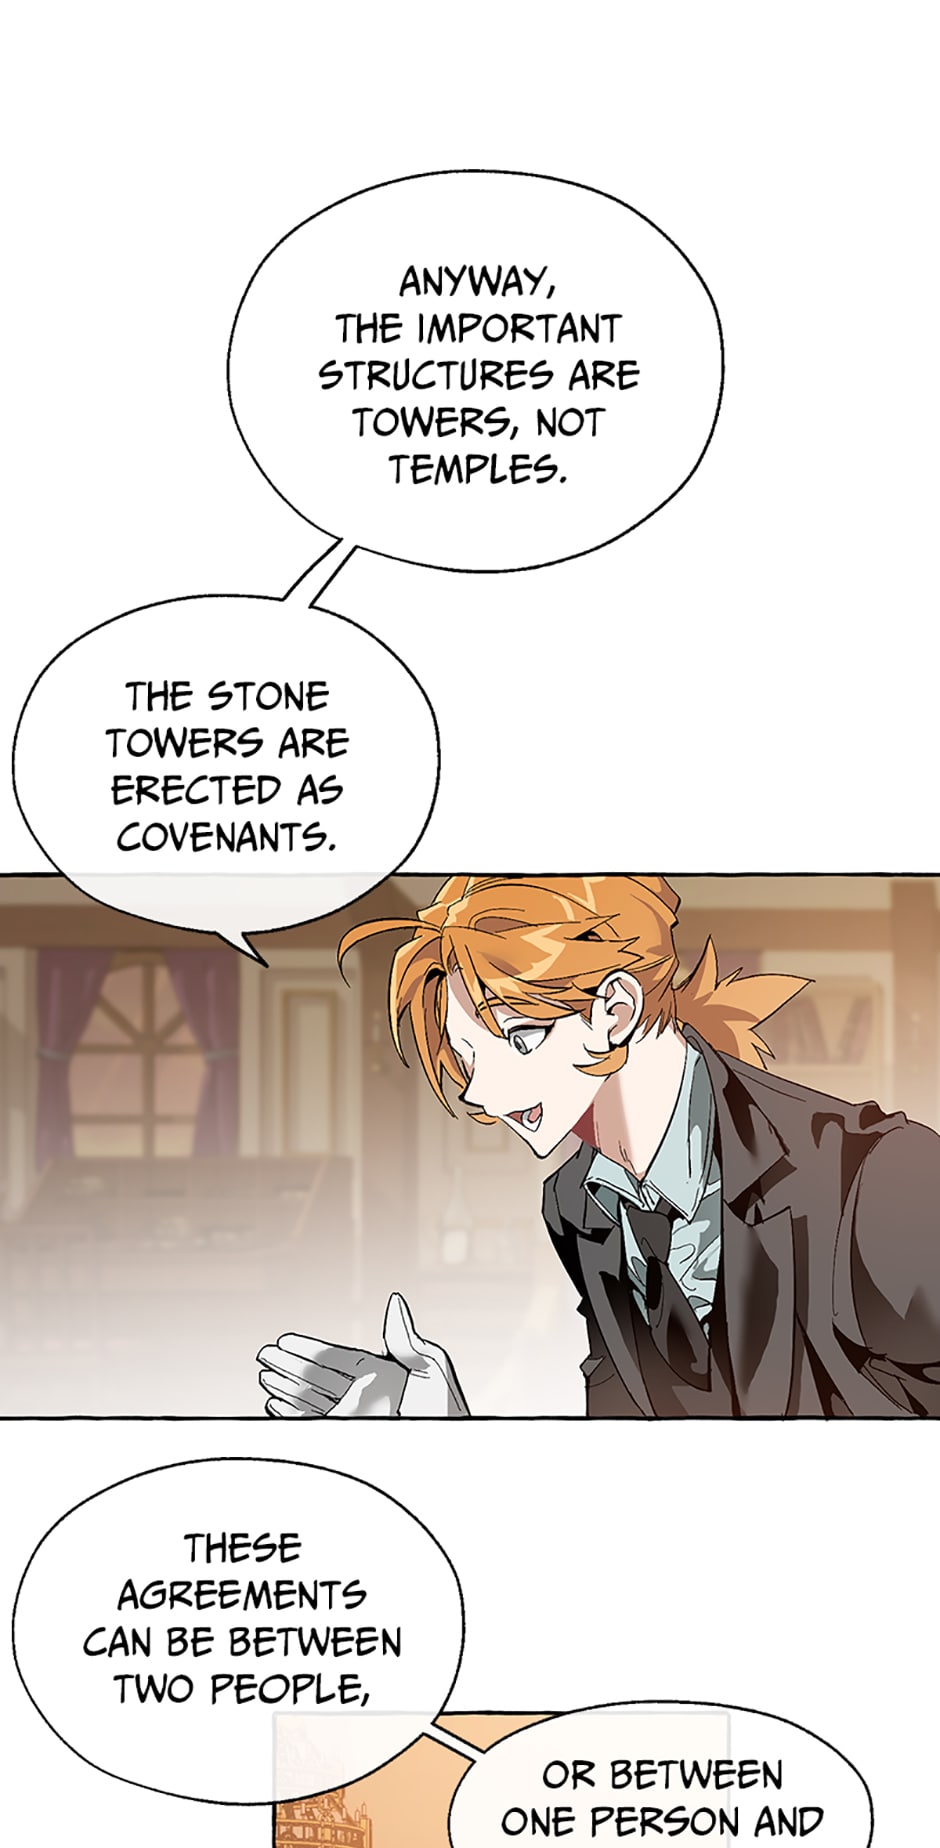 ANYWAY,
THE IMPORTANT
STRUCTURES ARE
TOWERS, NOT
TEMPLES.
THE STONE
TOWERS ARE
ERECTED AS
COVENANTS.
THESE
AGREEMENTS
CAN BE BETWEEN
TWO PEOPLE,
OR BETWEEN
ONE PERSON AND